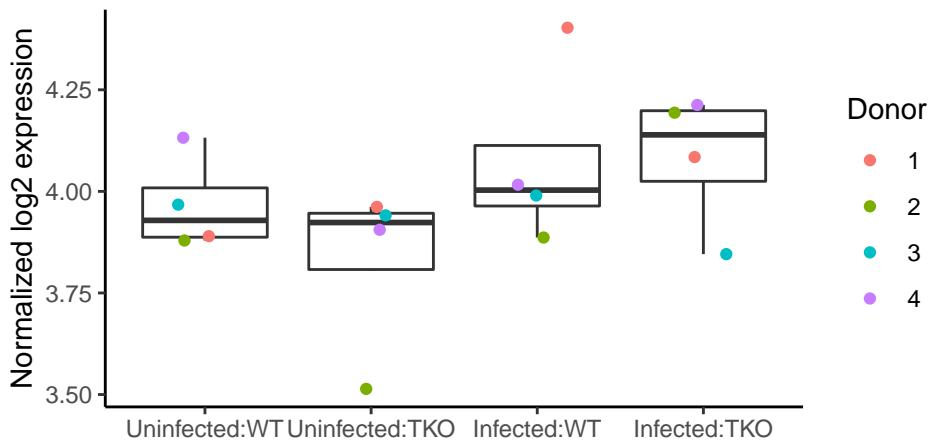 Normalized log2 expression
4.25
4.00
3.75
3.50
Uninfected:WT
Uninfected:TKO
Infected:WT
Infected:TKO
Donor
1
2
3
4